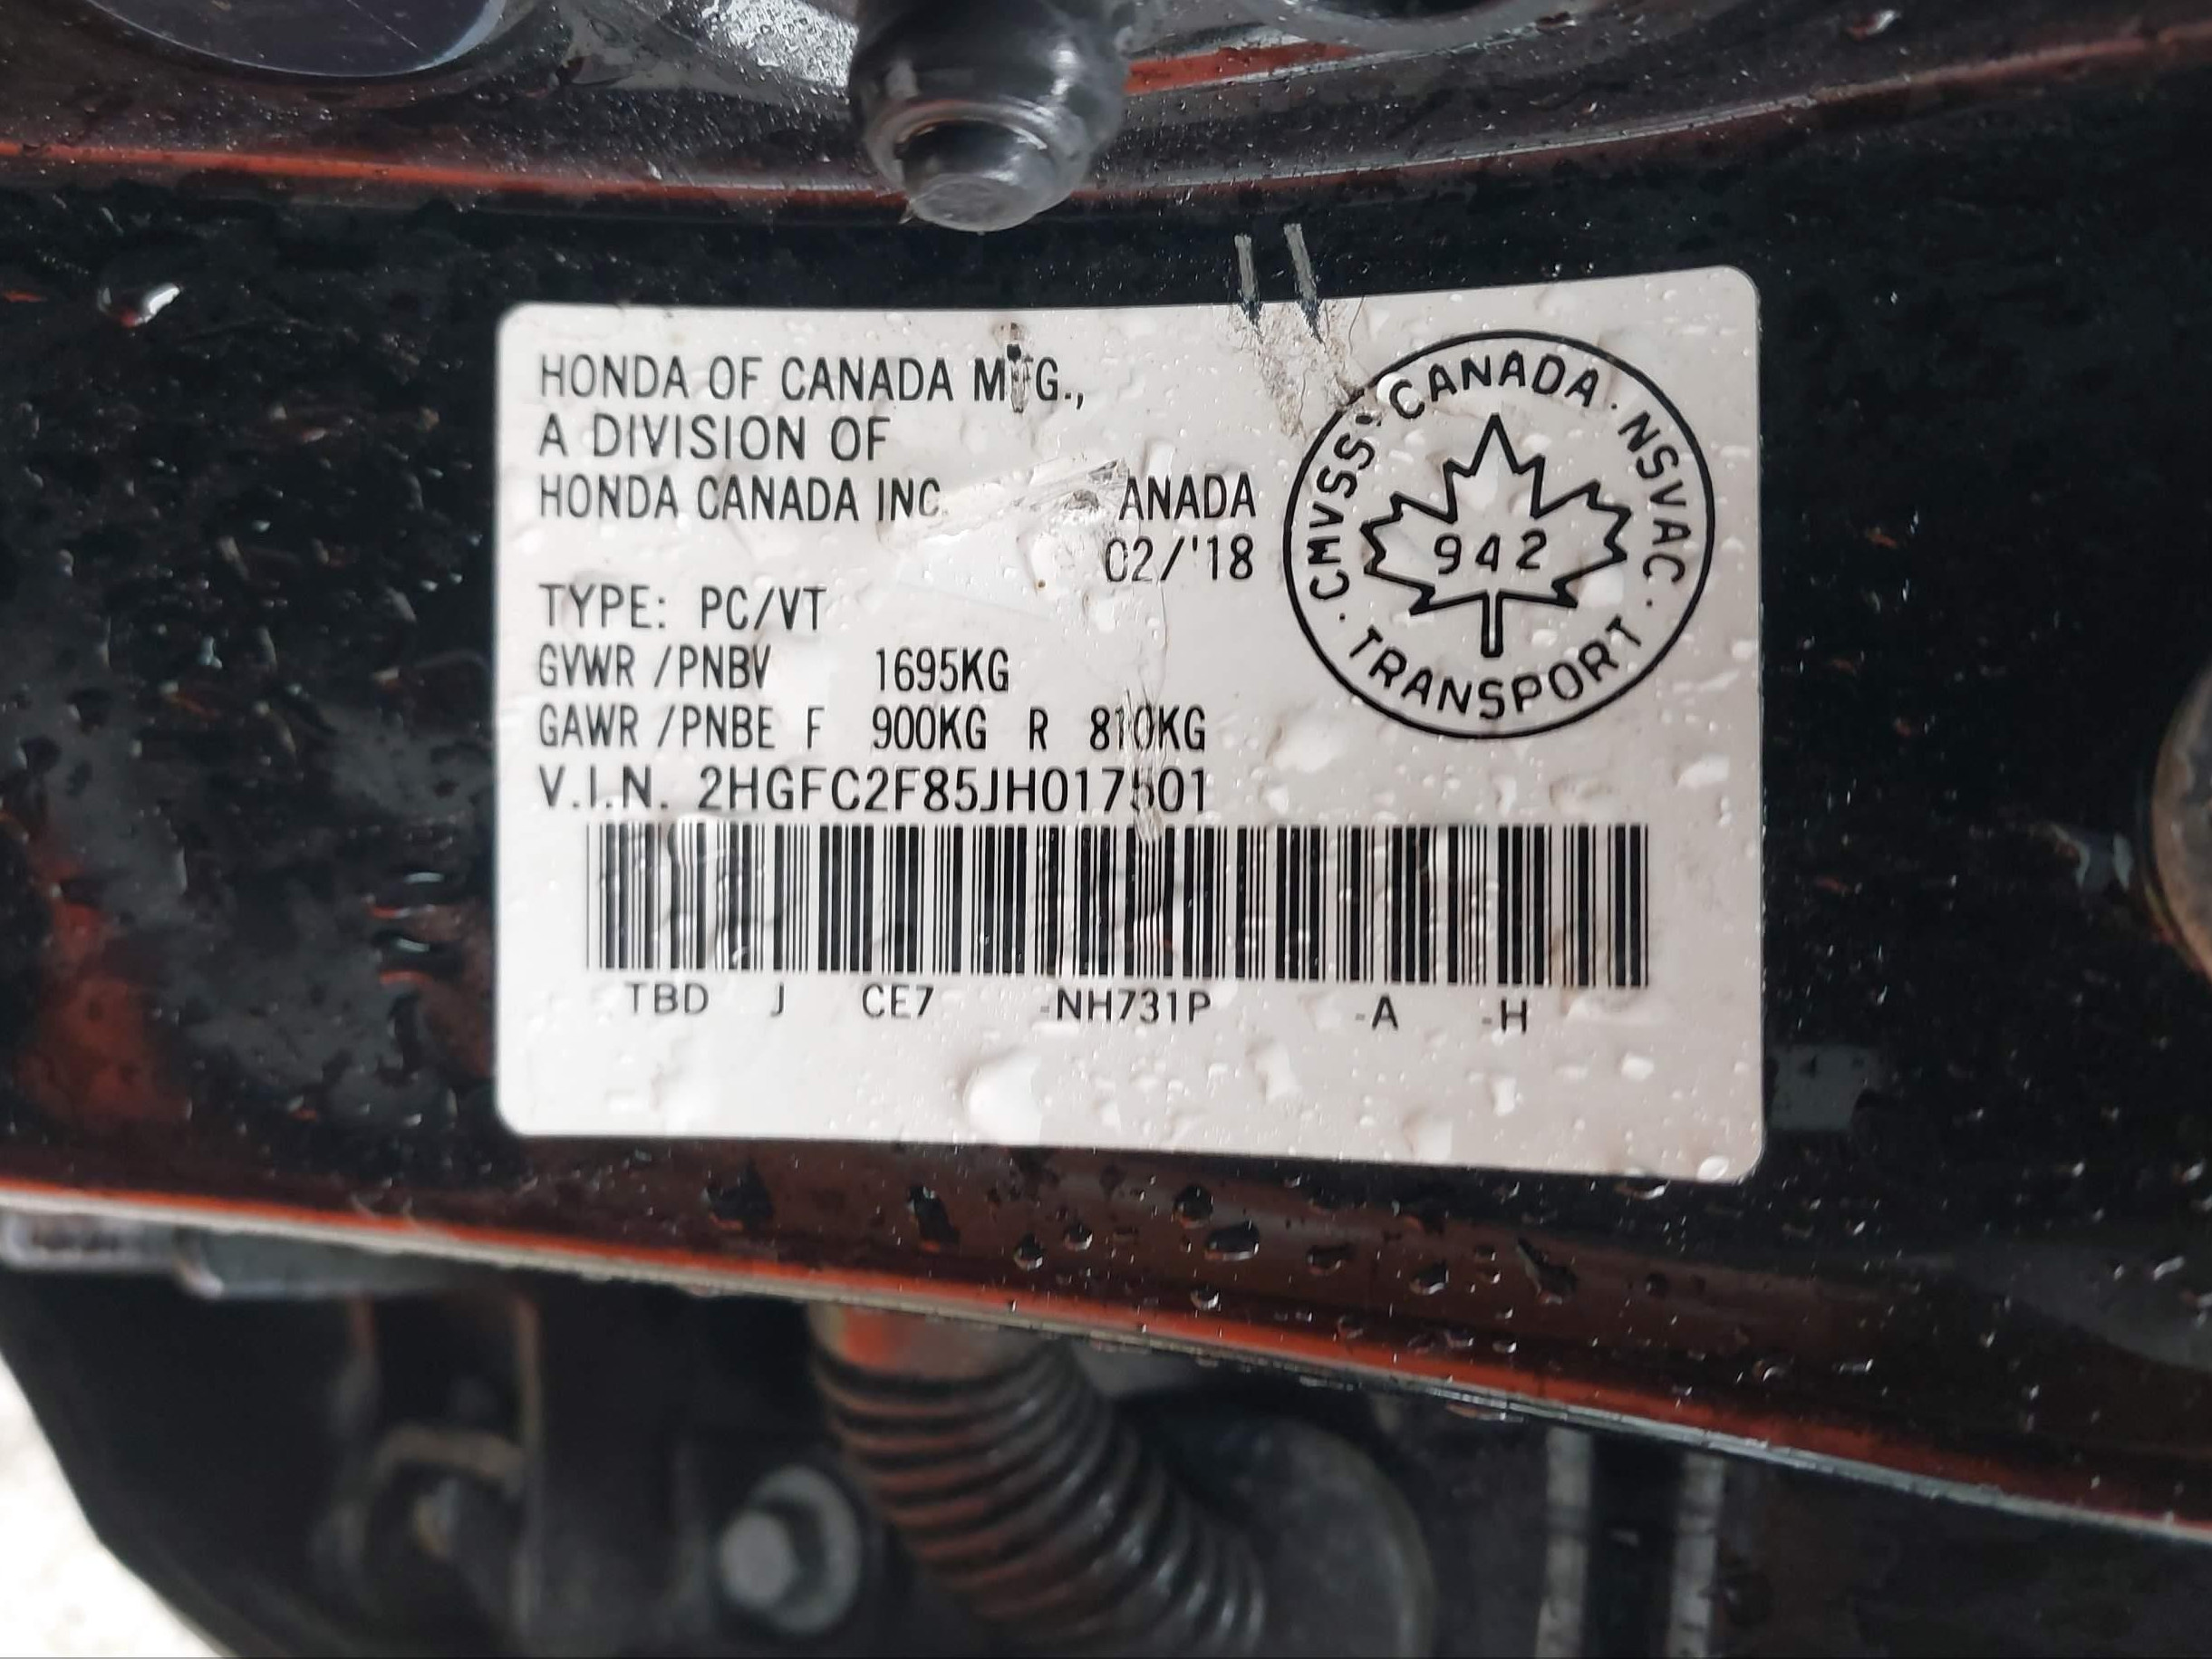 HONDA OF CANADA MFG.,
A DIVISION OF
HONDA CANADA INC.
ANADA
02/'18
TYPE: PC/VT
GVWR /PNBV 1695KG
GAWR /PNBE F 900KG R 810KG
V.I.N. 2HGFC2F85JH017501
TBD J CE7 -NH731P -A -H
CANADA · NSVAC ·
TRANSPORT
· CMVSS ·
942